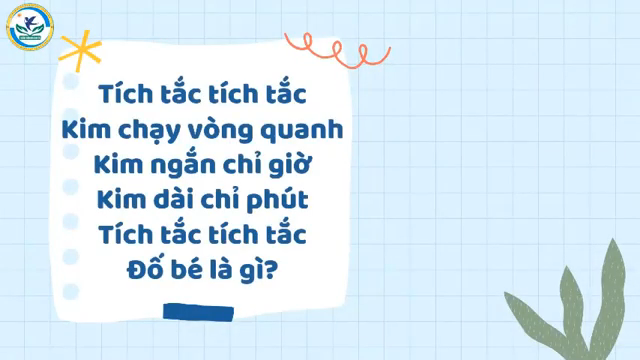 Tích tắc tích tắc
Kim chạy vòng quanh
Kim ngắn chỉ giờ
Kim dài chỉ phút
Tích tắc tích tắc
Đố bé là gì?